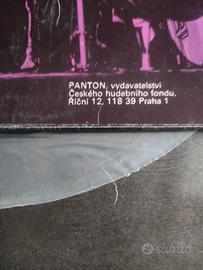 PANTON, vydavatelství
Českého hudebního fondu,
Říční 12, 118 39 Praha 1
subito